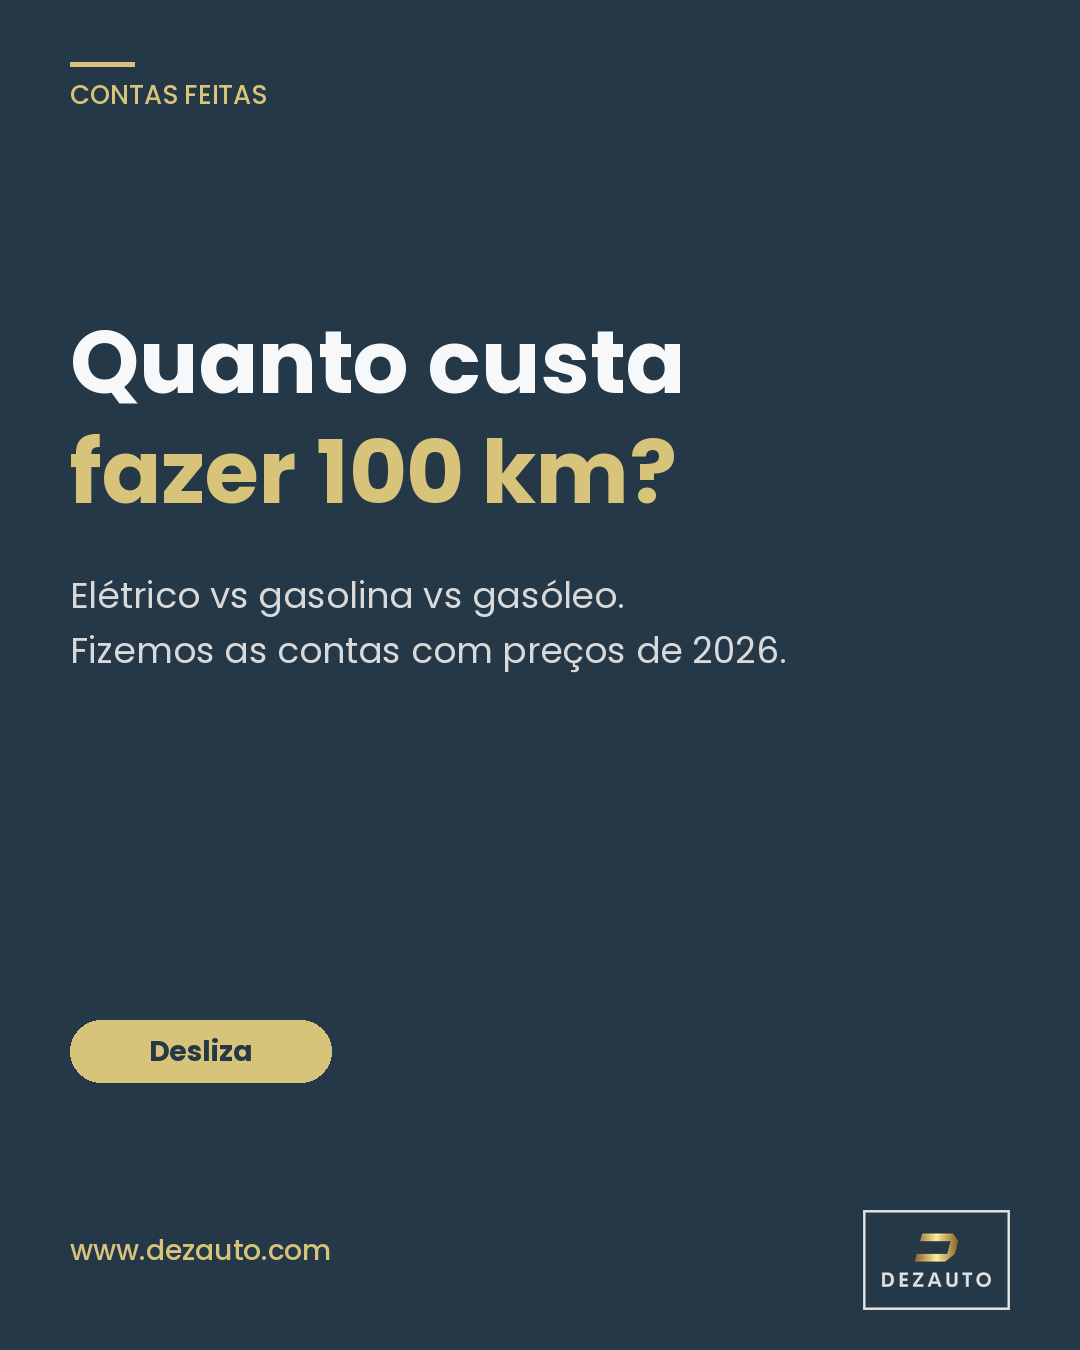 CONTAS FEITAS
Quanto custa
fazer 100 km?
Elétrico vs gasolina vs gasóleo.
Fizemos as contas com preços de 2026.
Desliza
www.dezauto.com
DEZAUTO